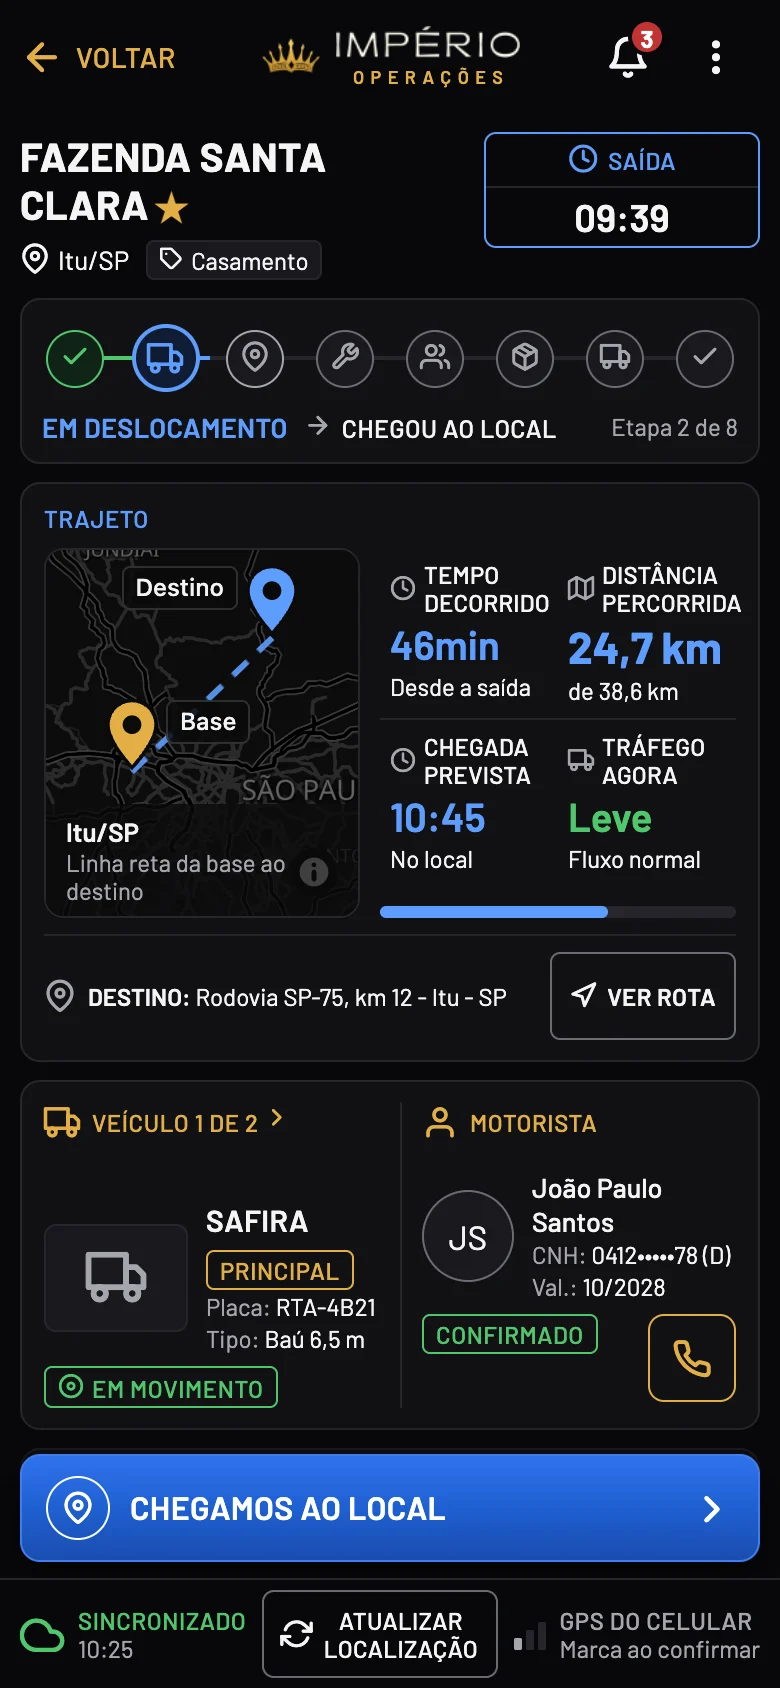 VOLTAR
IMPÉRIO
OPERAÇÕES
3
FAZENDA SANTA
CLARA
SAÍDA
09:39
Itu/SP
Casamento
EM DESLOCAMENTO → CHEGOU AO LOCAL
Etapa 2 de 8
TRAJETO
JUNDIAÍ
Destino
Base
SÃO PAU
Itu/SP
Linha reta da base ao
destino
TEMPO
DECORRIDO
46min
Desde a saída
DISTÂNCIA
PERCORRIDA
24,7 km
de 38,6 km
CHEGADA
PREVISTA
10:45
No local
TRÁFEGO
AGORA
Leve
Fluxo normal
DESTINO: Rodovia SP-75, km 12 - Itu - SP
VER ROTA
VEÍCULO 1 DE 2
SAFIRA
PRINCIPAL
Placa: RTA-4B21
Tipo: Baú 6,5 m
EM MOVIMENTO
MOTORISTA
JS
João Paulo
Santos
CNH: 0412•••••78 (D)
Val.: 10/2028
CONFIRMADO
CHEGAMOS AO LOCAL
SINCRONIZADO
10:25
ATUALIZAR
LOCALIZAÇÃO
GPS DO CELULAR
Marca ao confirmar